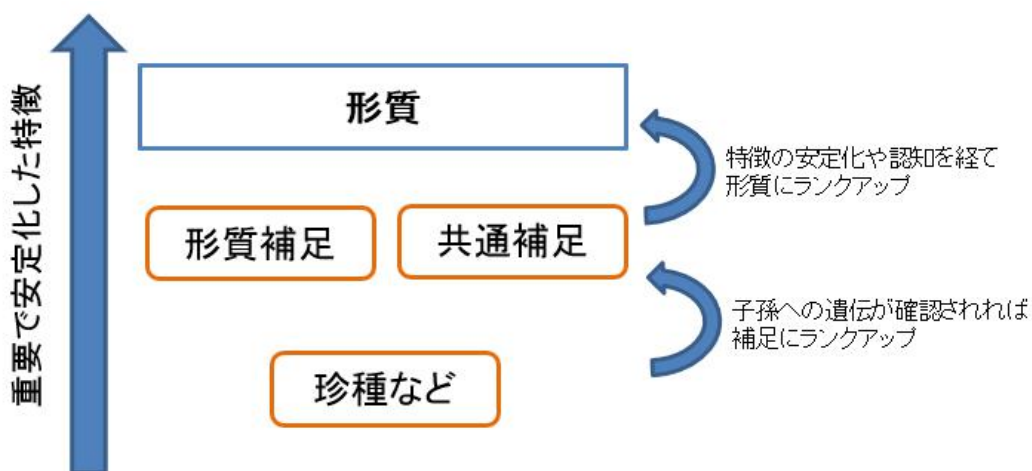 重要で安定化した特徴
形質
特徴の安定化や認知を経て
形質にランクアップ
形質補足
共通補足
子孫への遺伝が確認されれば
補足にランクアップ
珍種など